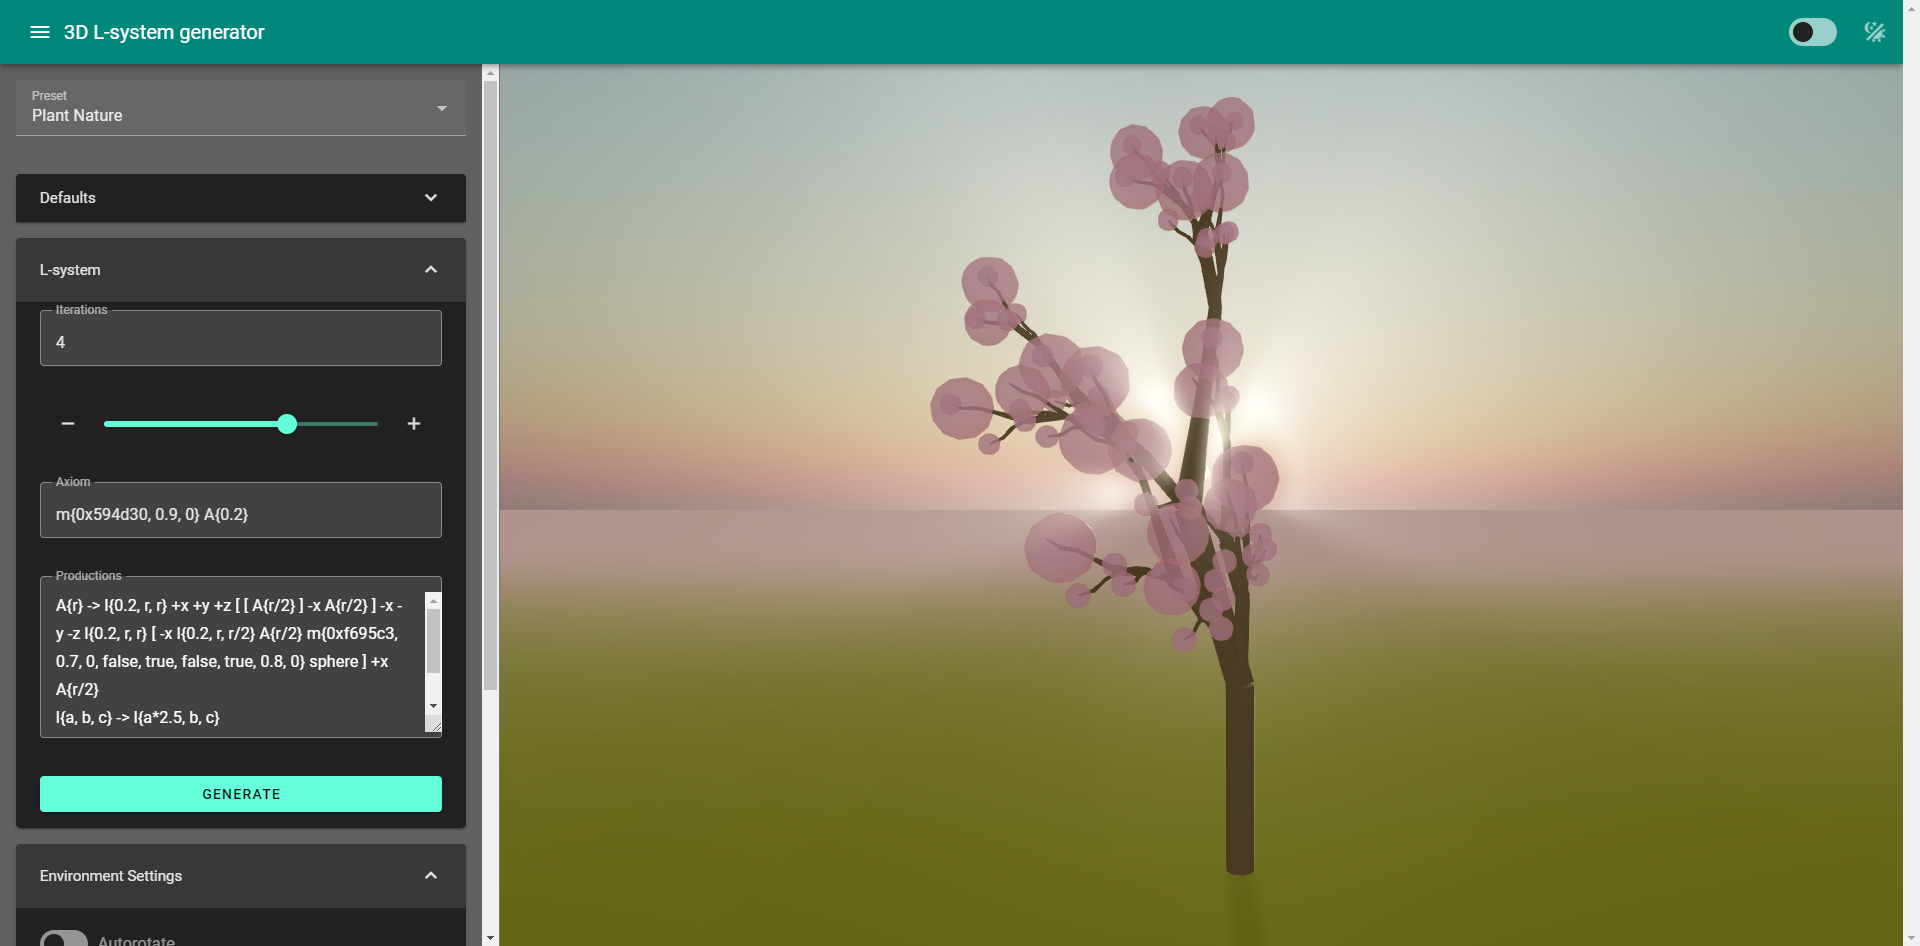 3D L-system generator
Preset
Plant Nature
Defaults
L-system
Iterations
4
Axiom
m{0x594d30, 0.9, 0} A{0.2}
Productions
A{r} -> l{0.2, r, r} +x +y +z [ [ A{r/2} ] -x A{r/2} ] -x -
y -z l{0.2, r, r} [ -x l{0.2, r, r/2} A{r/2} m{0xf695c3,
0.7, 0, false, true, false, true, 0.8, 0} sphere ] +x
A{r/2}
l{a, b, c} -> l{a*2.5, b, c}
GENERATE
Environment Settings
Autorotate